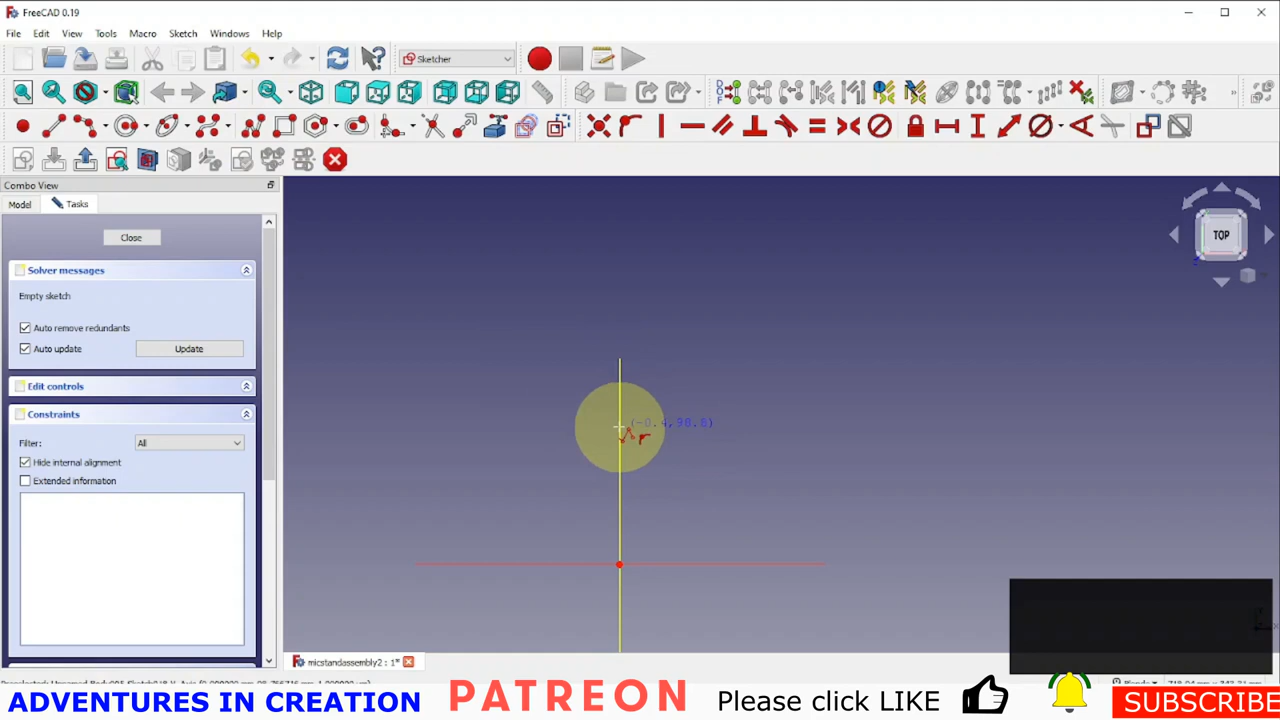 FreeCAD 0.19
File Edit View Tools Macro Sketch Windows Help
Sketcher
DOF
Combo View
Model Tasks
Close
Solver messages
Empty sketch
Auto remove redundants
Auto update Update
Edit controls
Constraints
Filter: All
Hide internal alignment
Extended information
TOP
micstandassembly2 : 1*
ADVENTURES IN CREATION PATREON Please click LIKE SUBSCRIBE